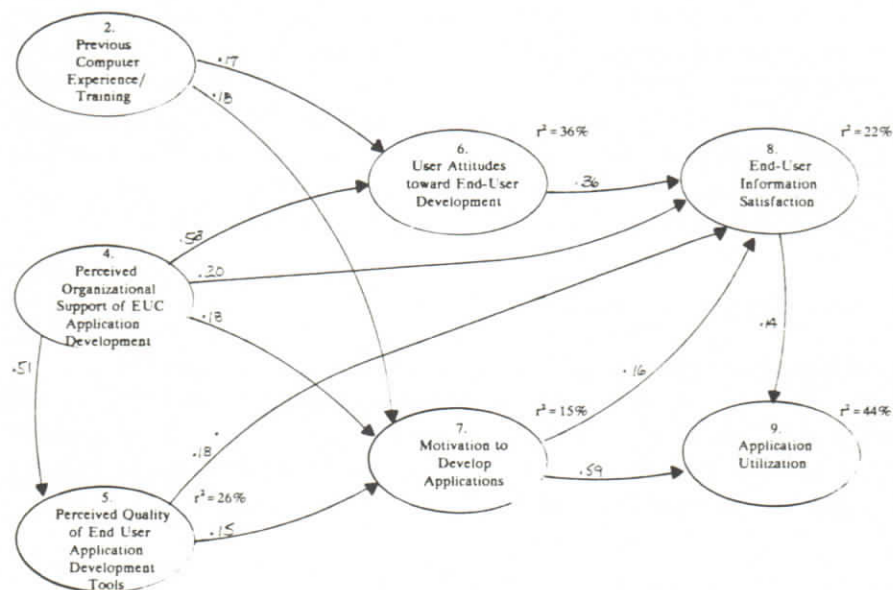 2.
Previous
Computer
Experience/
Training
.17
.18
6.
User Attitudes
toward End-User
Development
r² = 36%
.36
8.
End-User
Information
Satisfaction
r² = 22%
.58
4.
Perceived
Organizational
Support of EUC
Application
Development
.20
.18
.51
.14
.16
7.
Motivation to
Develop
Applications
r² = 15%
.59
9.
Application
Utilization
r² = 44%
.18
r² = 26%
5.
Perceived Quality
of End User
Application
Development
Tools
.15